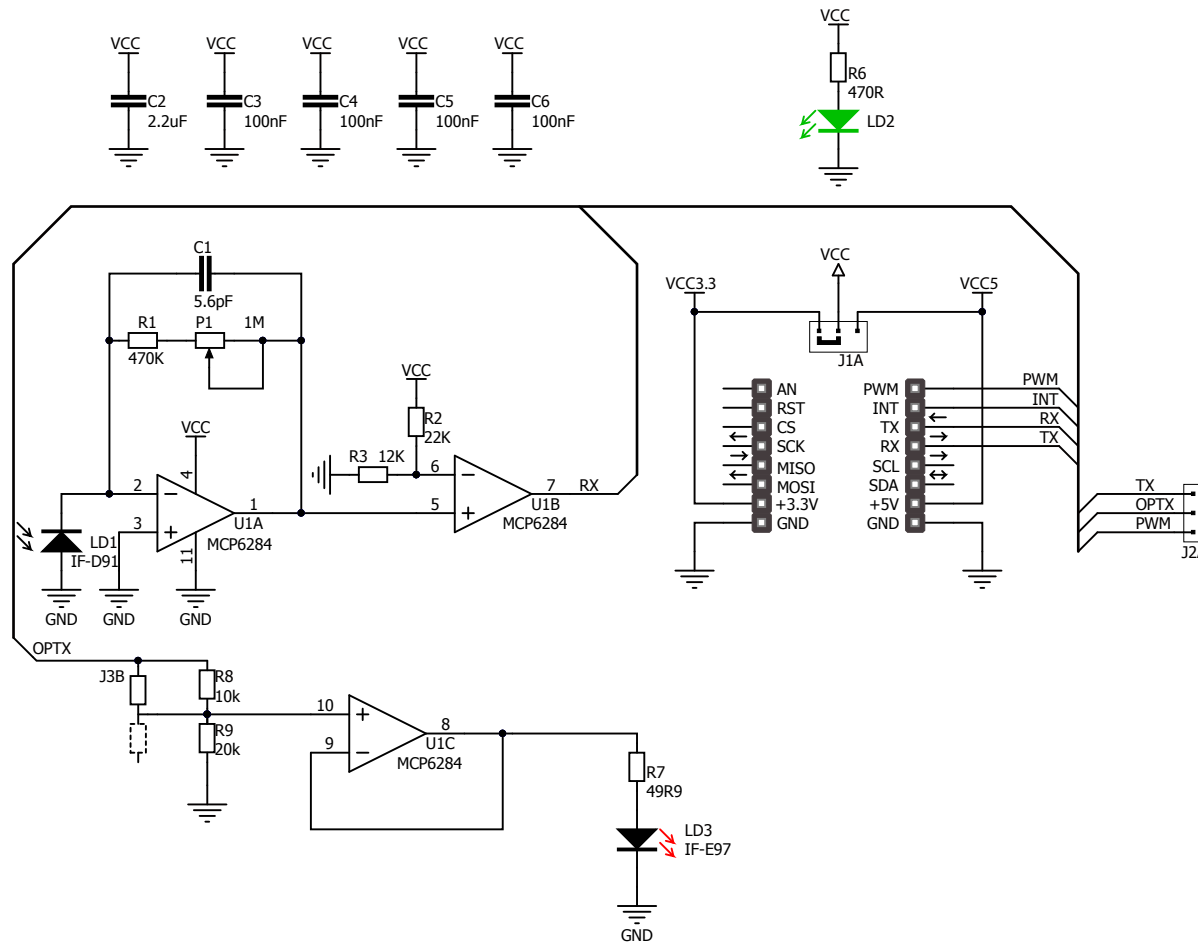 VCC VCC VCC VCC VCC
C2 C3 C4 C5 C6
2.2uF 100nF 100nF 100nF 100nF
VCC
R6
470R
LD2
C1
5.6pF
R1 P1 1M
470K
VCC
R2
22K
R3 12K
VCC
4
2
1
3
U1A
MCP6284
11
LD1
IF-D91
GND GND GND
6
7
5
U1B
MCP6284
RX
VCC
VCC3.3 VCC5
J1A
AN PWM
RST INT
CS TX
SCK RX
MISO SCL
MOSI SDA
+3.3V +5V
GND GND
PWM
INT
RX
TX
TX
OPTX
PWM
OPTX
J3B
R8
10k
R9
20k
10
8
9
U1C
MCP6284
R7
49R9
LD3
IF-E97
GND